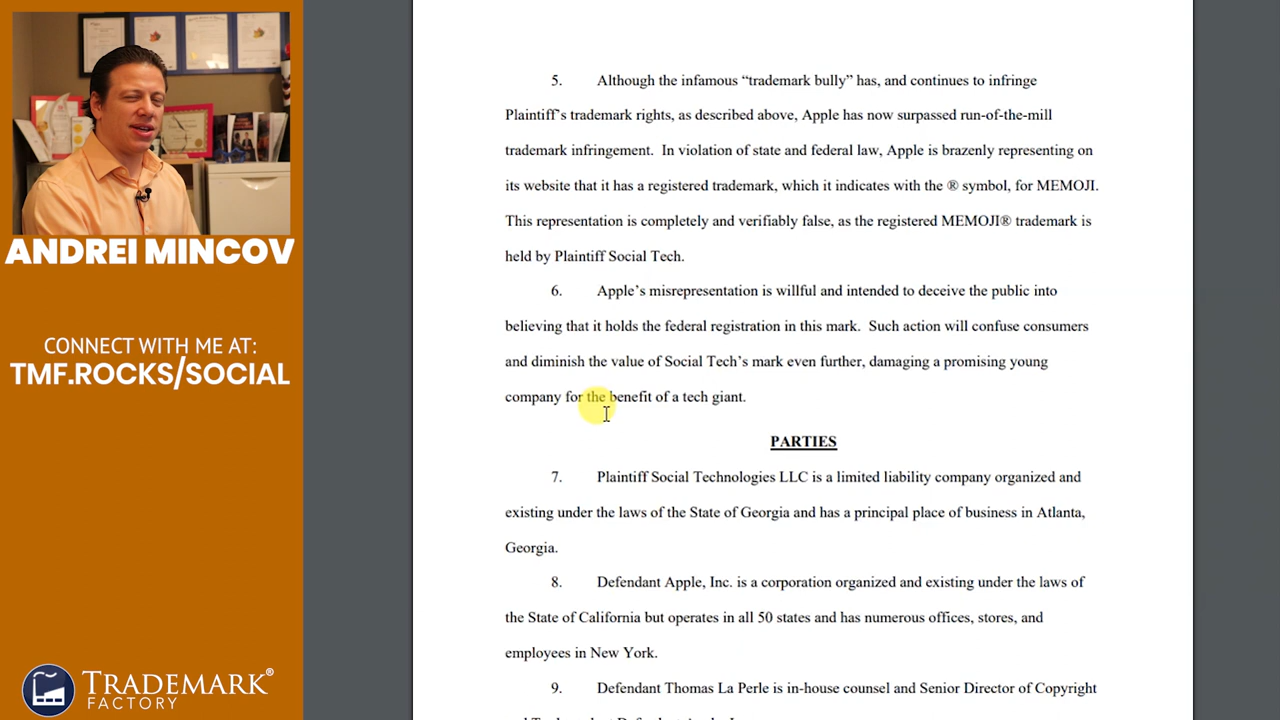 ANDREI MINCOV
CONNECT WITH ME AT:
TMF.ROCKS/SOCIAL
TRADEMARK®
FACTORY
5. Although the infamous “trademark bully” has, and continues to infringe
Plaintiff’s trademark rights, as described above, Apple has now surpassed run-of-the-mill
trademark infringement. In violation of state and federal law, Apple is brazenly representing on
its website that it has a registered trademark, which it indicates with the ® symbol, for MEMOJI.
This representation is completely and verifiably false, as the registered MEMOJI® trademark is
held by Plaintiff Social Tech.
6. Apple’s misrepresentation is willful and intended to deceive the public into
believing that it holds the federal registration in this mark. Such action will confuse consumers
and diminish the value of Social Tech’s mark even further, damaging a promising young
company for the benefit of a tech giant.
PARTIES
7. Plaintiff Social Technologies LLC is a limited liability company organized and
existing under the laws of the State of Georgia and has a principal place of business in Atlanta,
Georgia.
8. Defendant Apple, Inc. is a corporation organized and existing under the laws of
the State of California but operates in all 50 states and has numerous offices, stores, and
employees in New York.
9. Defendant Thomas La Perle is in-house counsel and Senior Director of Copyright